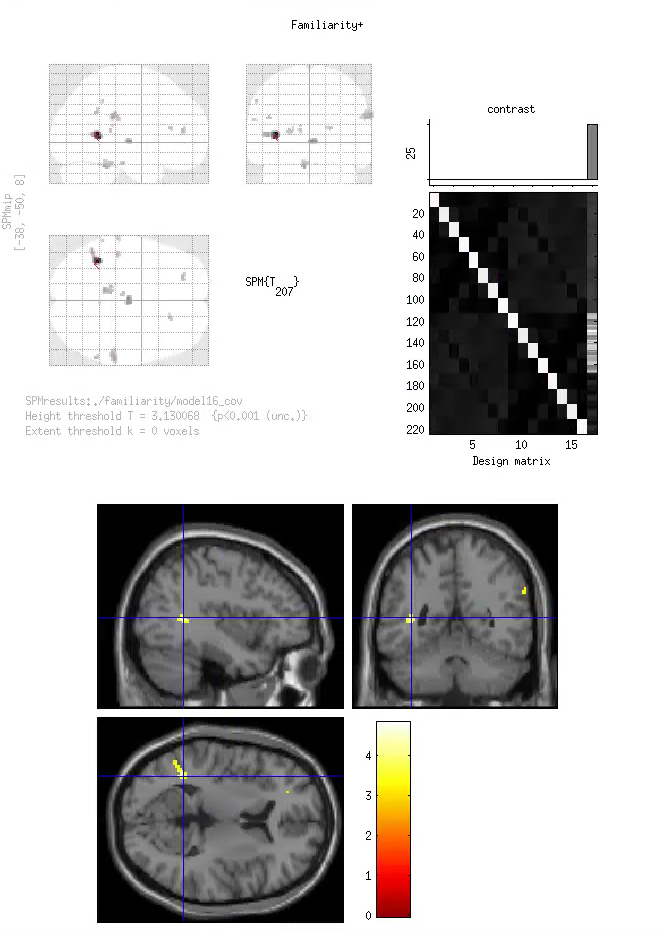 Familiarity+
SPMmip
[-38, -50, 8]
SPM{T
207
}
contrast
25
20
40
60
80
100
120
140
160
180
200
220
5
10
15
Design matrix
SPMresults:./familiarity/model16_cov
Height threshold T = 3.130068 {p<0.001 (unc.)}
Extent threshold k = 0 voxels
4
3
2
1
0